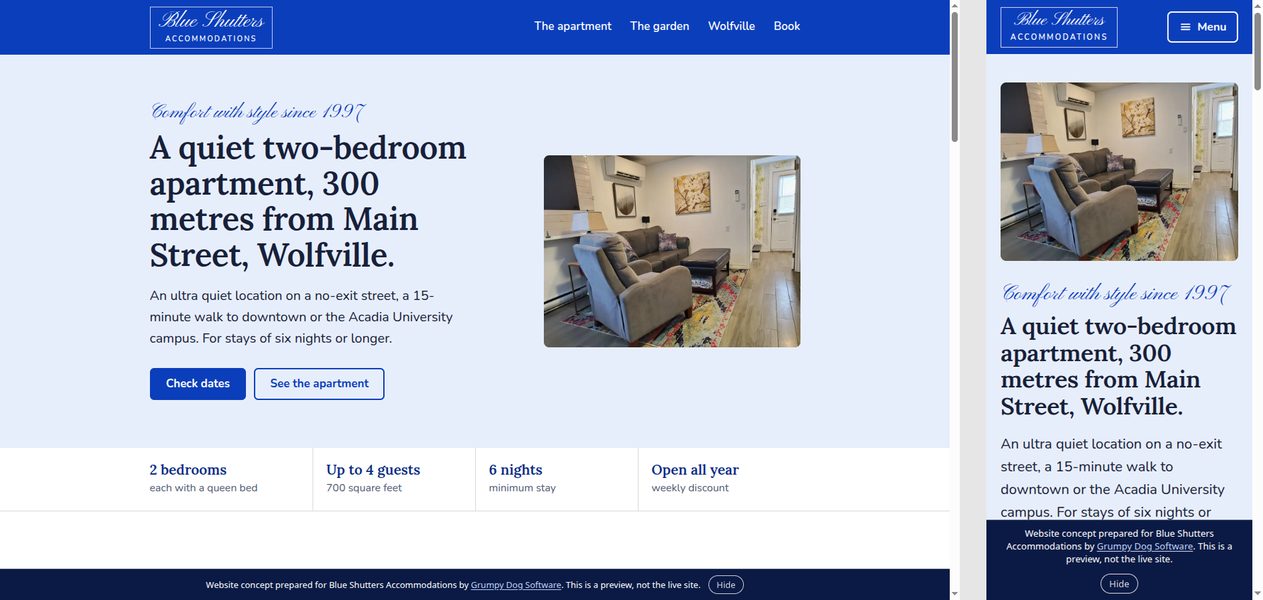 Blue Shutters
ACCOMMODATIONS
The apartment The garden Wolfville Book
Comfort with style since 1997
A quiet two-bedroom
apartment, 300
metres from Main
Street, Wolfville.
An ultra quiet location on a no-exit street, a 15-
minute walk to downtown or the Acadia University
campus. For stays of six nights or longer.
Check dates See the apartment
2 bedrooms
each with a queen bed
Up to 4 guests
700 square feet
6 nights
minimum stay
Open all year
weekly discount
Website concept prepared for Blue Shutters Accommodations by Grumpy Dog Software. This is a preview, not the live site. Hide
Blue Shutters
ACCOMMODATIONS
Menu
Comfort with style since 1997
A quiet two-bedroom
apartment, 300
metres from Main
Street, Wolfville.
An ultra quiet location on a no-exit
street, a 15-minute walk to
downtown or the Acadia University
campus. For stays of six nights or
Website concept prepared for Blue Shutters
Accommodations by Grumpy Dog Software. This is a
preview, not the live site.
Hide